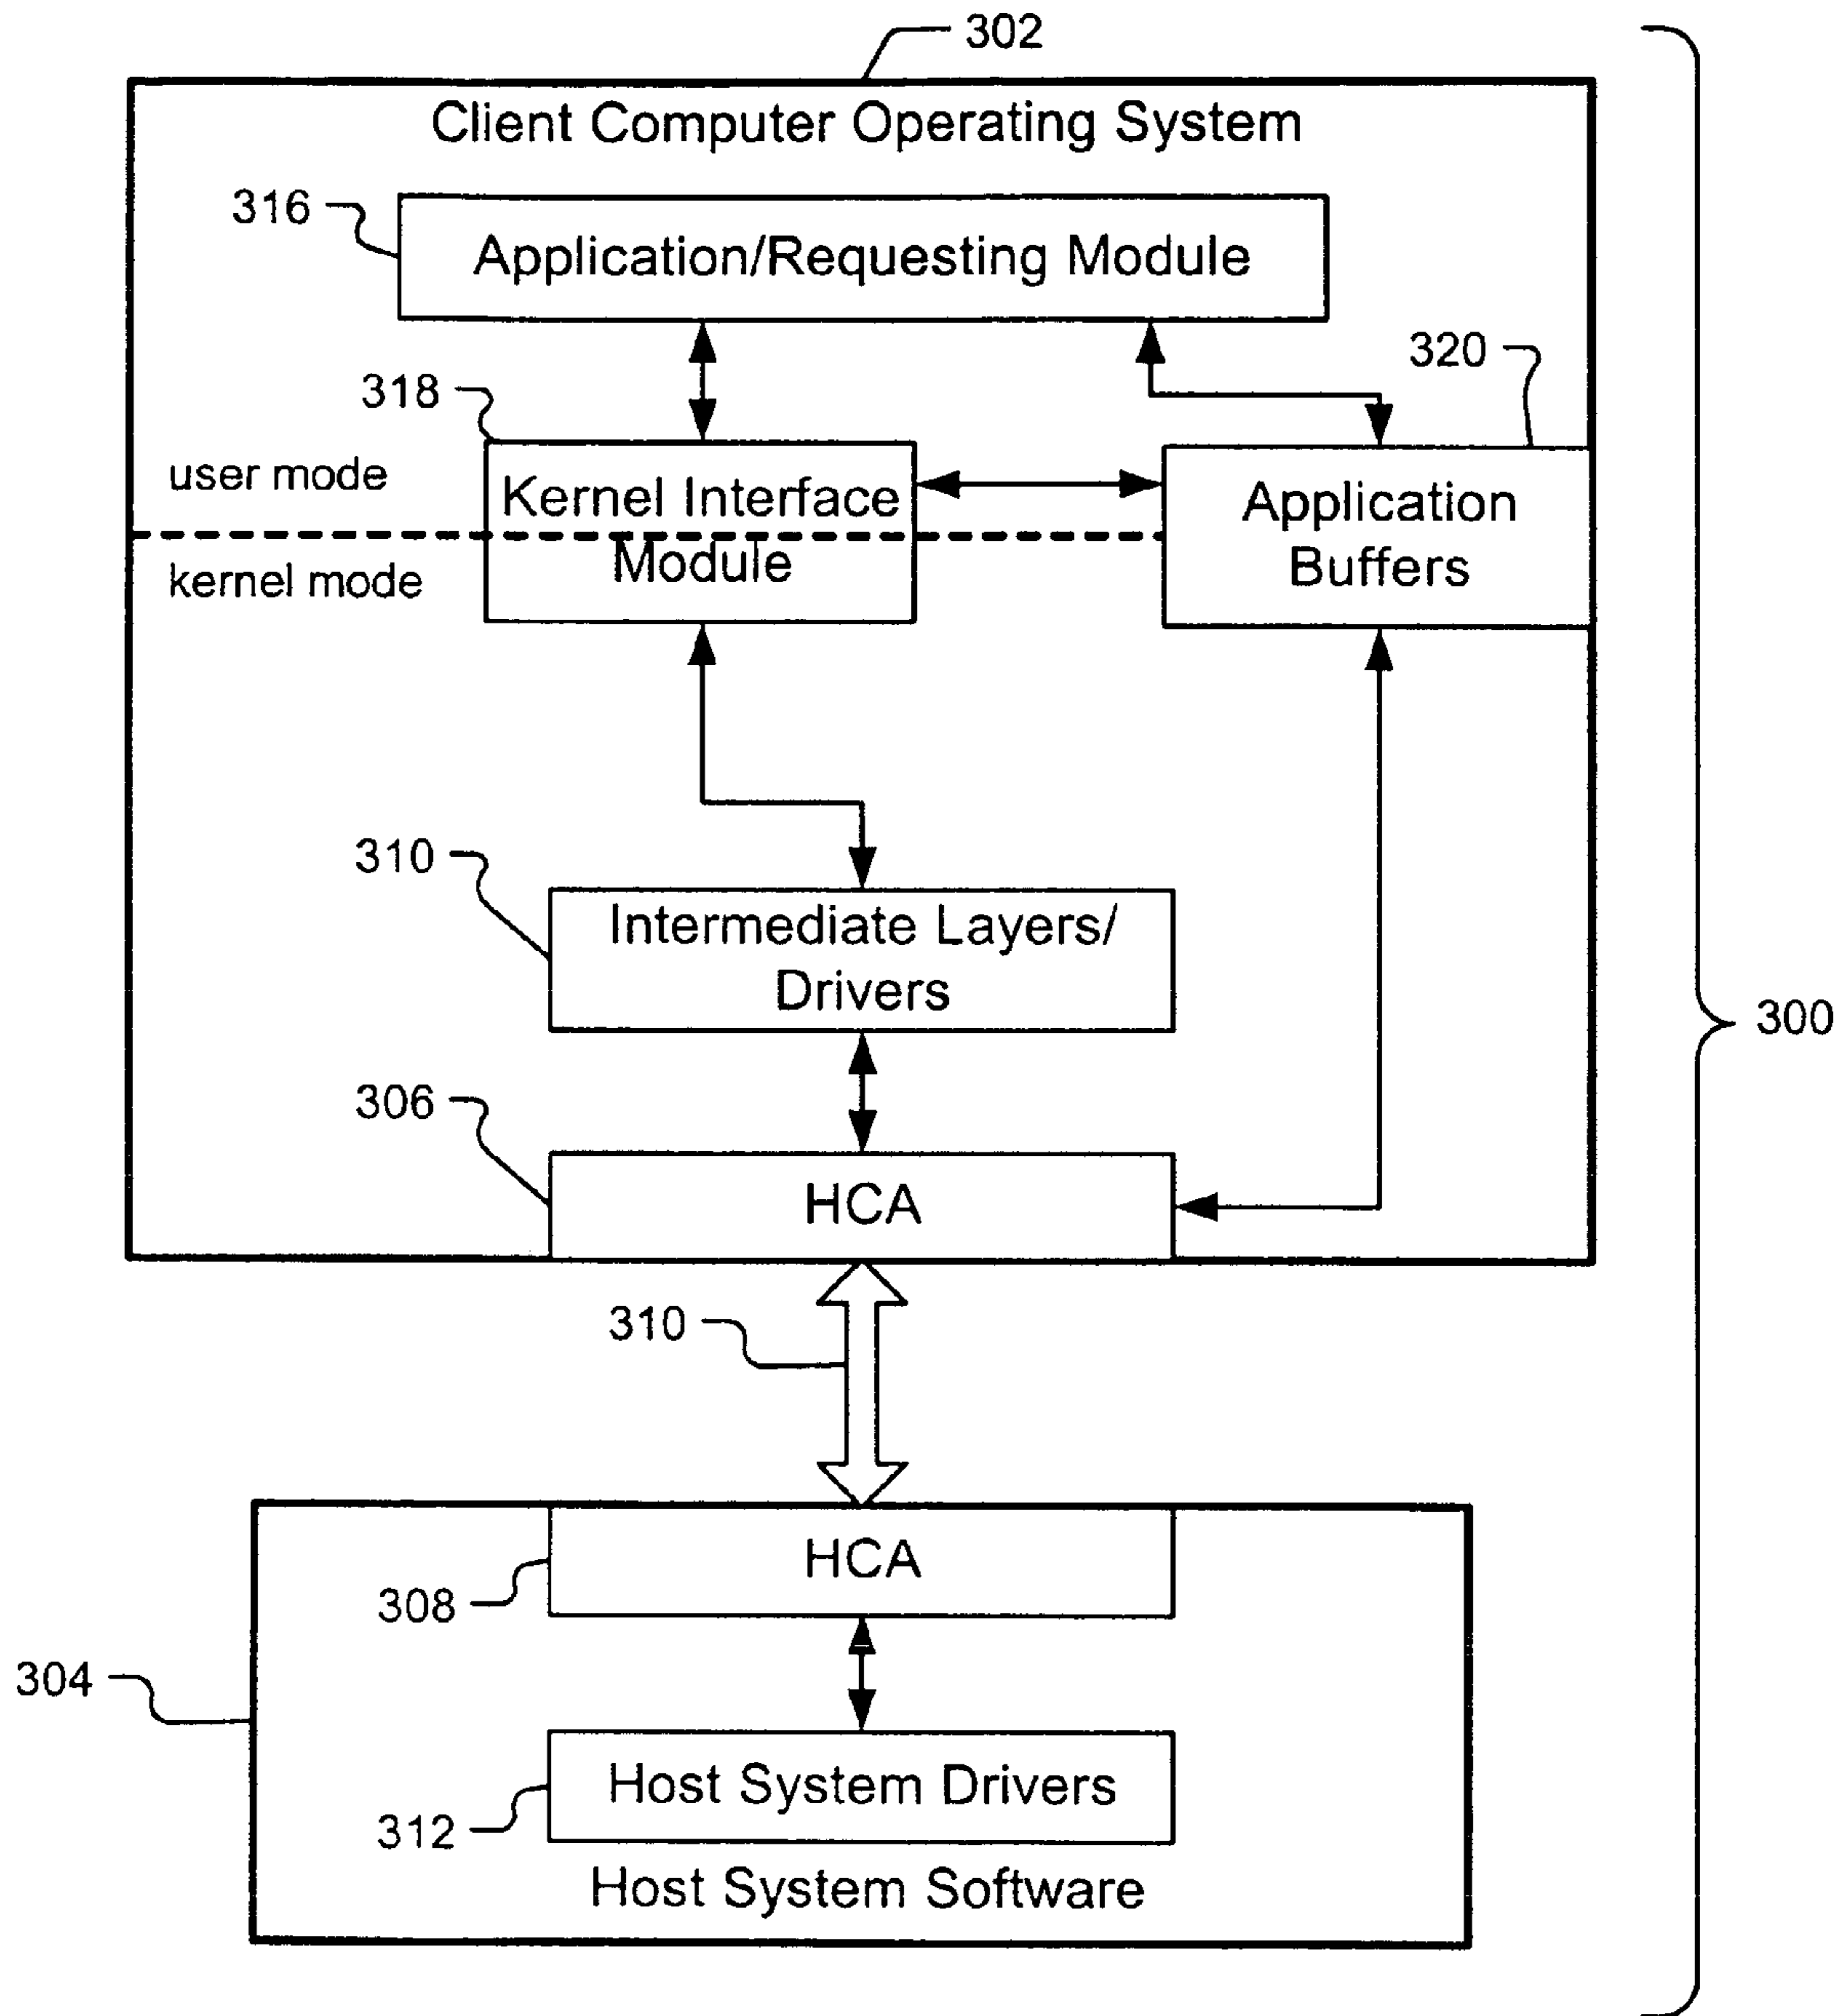 302
Client Computer Operating System
316
Application/Requesting Module
320
318
user mode
Kernel Interface
Module
Application
Buffers
kernel mode
310
Intermediate Layers/
Drivers
300
306
HCA
310
HCA
308
304
Host System Drivers
312
Host System Software